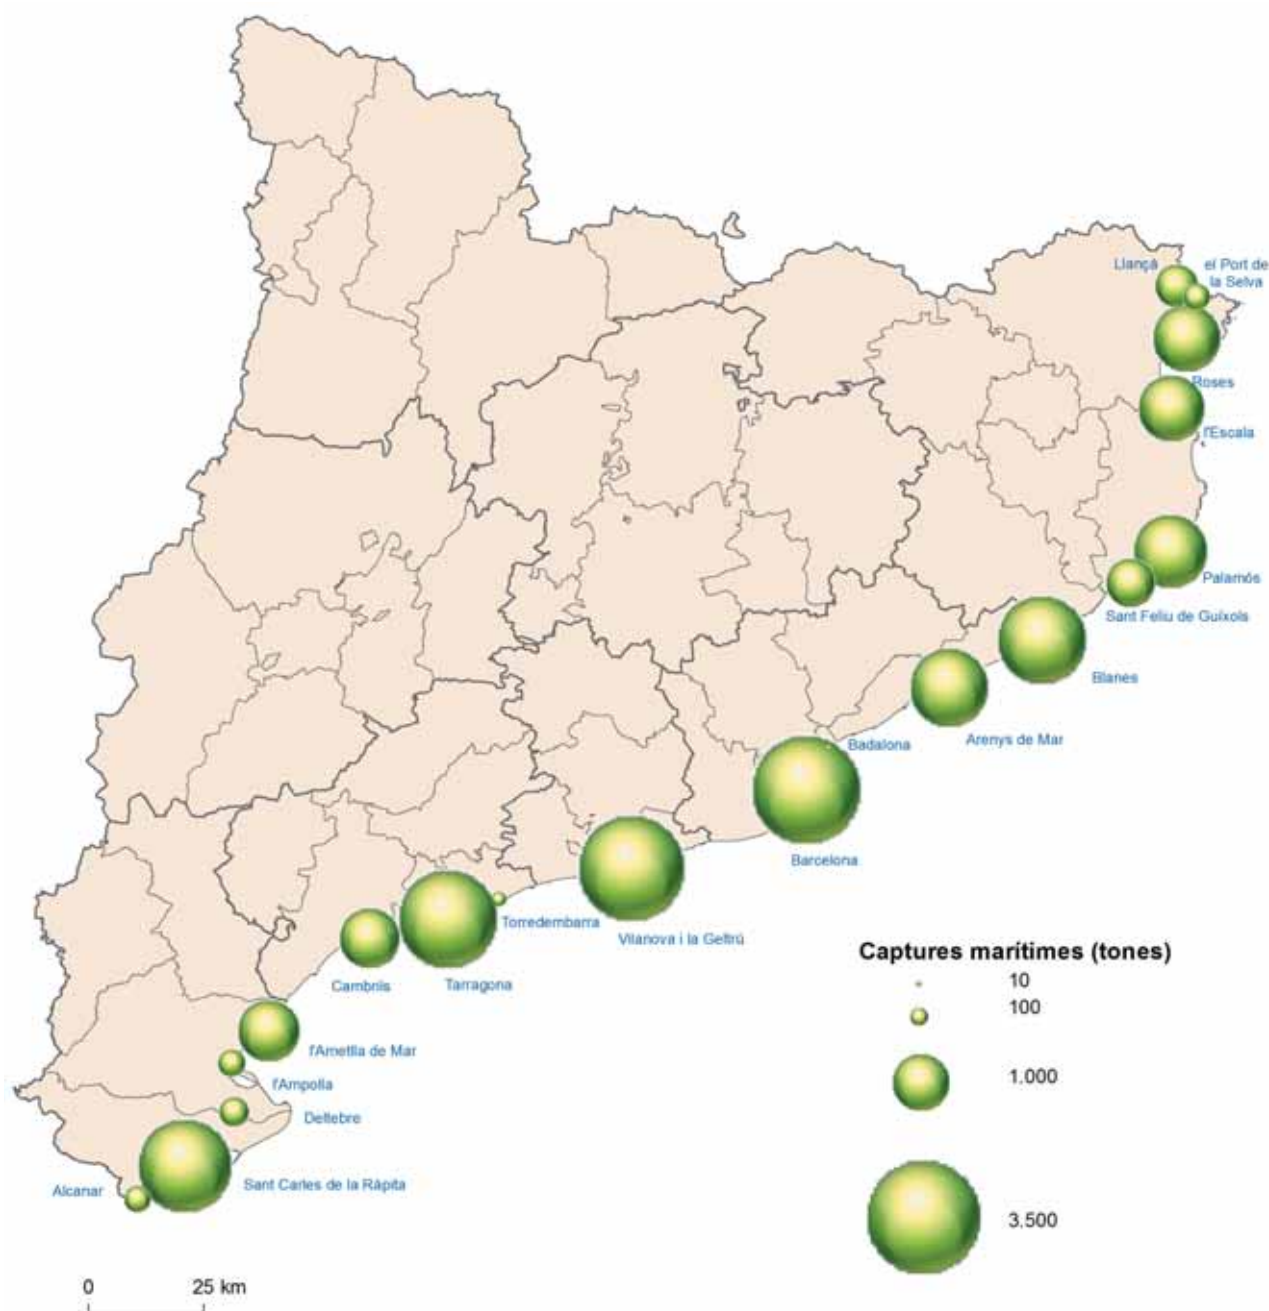 Llançà
el Port de
la Selva
Roses
l'Escala
Palamós
Sant Feliu de Guíxols
Blanes
Arenys de Mar
Badalona
Barcelona
Vilanova i la Geltrú
Torredembarra
Tarragona
Cambrils
l'Ametlla de Mar
l'Ampolla
Deltebre
Sant Carles de la Ràpita
Alcanar
Captures marítimes (tones)
10
100
1.000
3.500
0 25 km